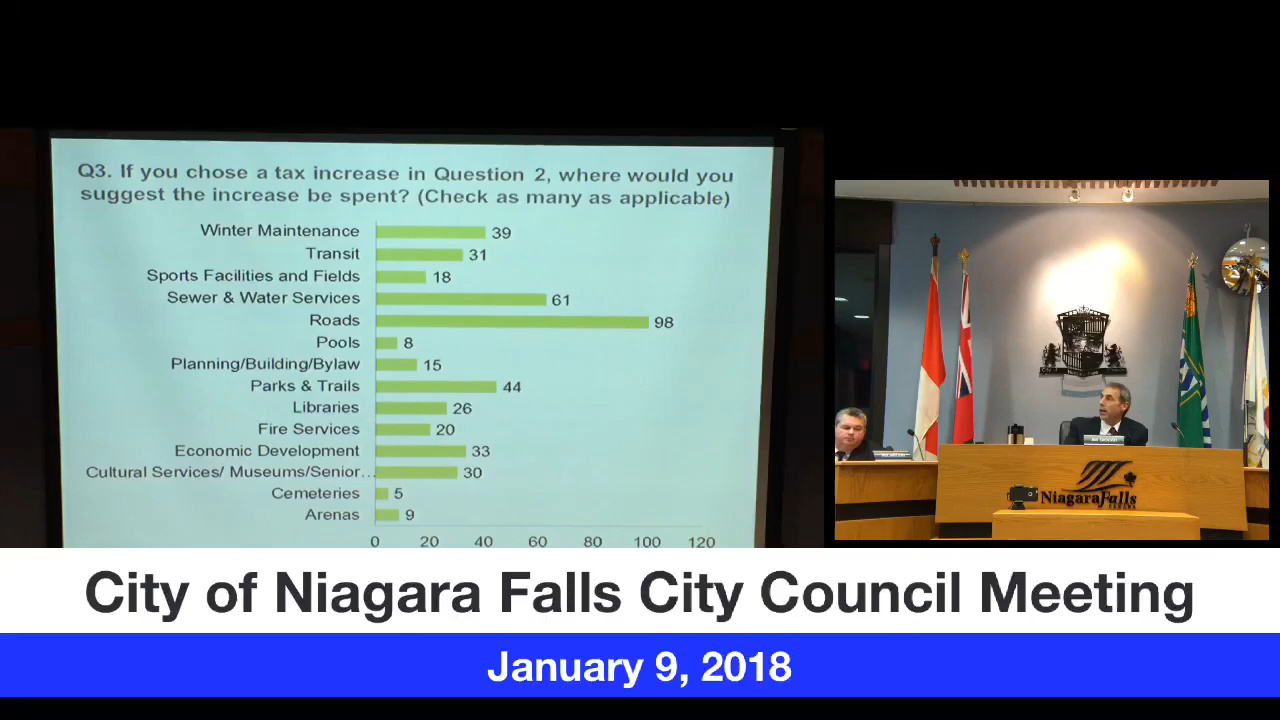 Q3. If you chose a tax increase in Question 2, where would you
suggest the increase be spent? (Check as many as applicable)
Winter Maintenance 39
Transit 31
Sports Facilities and Fields 18
Sewer & Water Services 61
Roads 98
Pools 8
Planning/Building/Bylaw 15
Parks & Trails 44
Libraries 26
Fire Services 20
Economic Development 33
Cultural Services/ Museums/Senior... 30
Cemeteries 5
Arenas 9
0 20 40 60 80 100 120
NiagaraFalls
City of Niagara Falls City Council Meeting
January 9, 2018